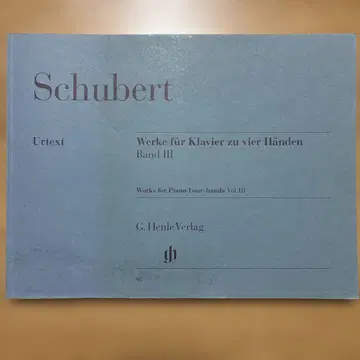 Schubert
Urtext
Werke für Klavier zu vier Händen
Band III
Works for Piano Four-hands Vol. III
G. Henle Verlag